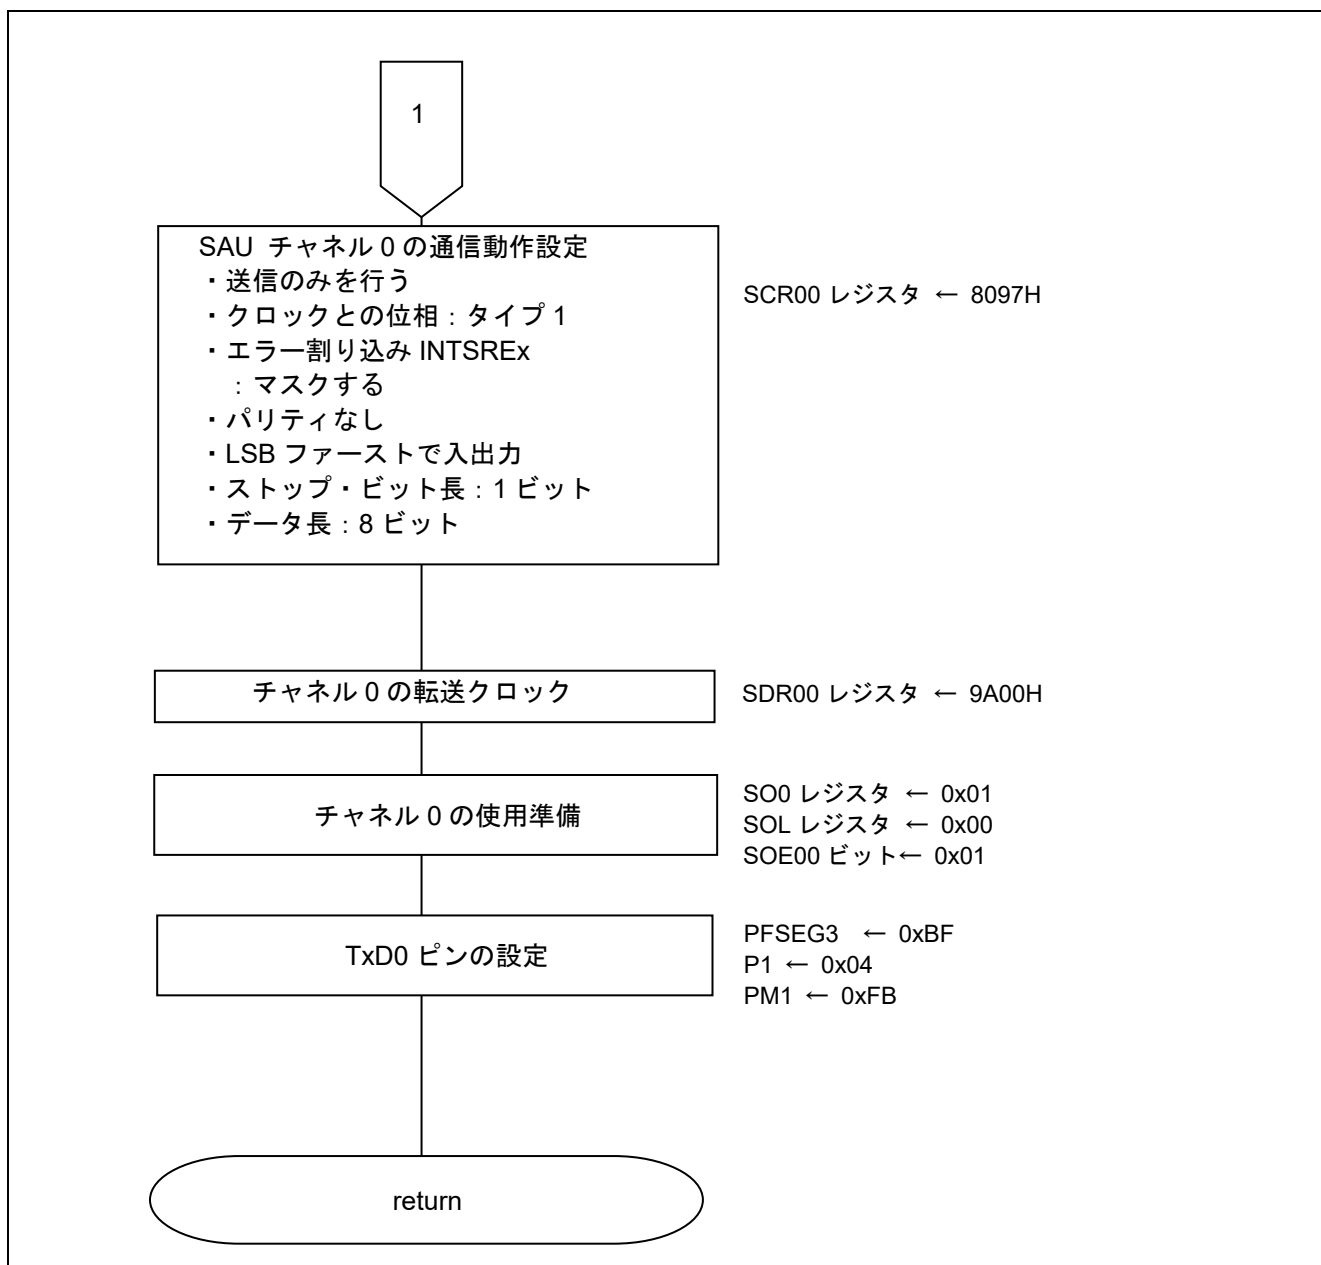 1
SAU チャネル 0 の通信動作設定
・送信のみを行う
・クロックとの位相：タイプ 1
・エラー割り込み INTSREx
：マスクする
・パリティなし
・LSB ファーストで入出力
・ストップ・ビット長：1 ビット
・データ長：8 ビット
SCR00 レジスタ ← 8097H
チャネル 0 の転送クロック
SDR00 レジスタ ← 9A00H
チャネル 0 の使用準備
SO0 レジスタ ← 0x01
SOL レジスタ ← 0x00
SOE00 ビット← 0x01
TxD0 ピンの設定
PFSEG3 ← 0xBF
P1 ← 0x04
PM1 ← 0xFB
return